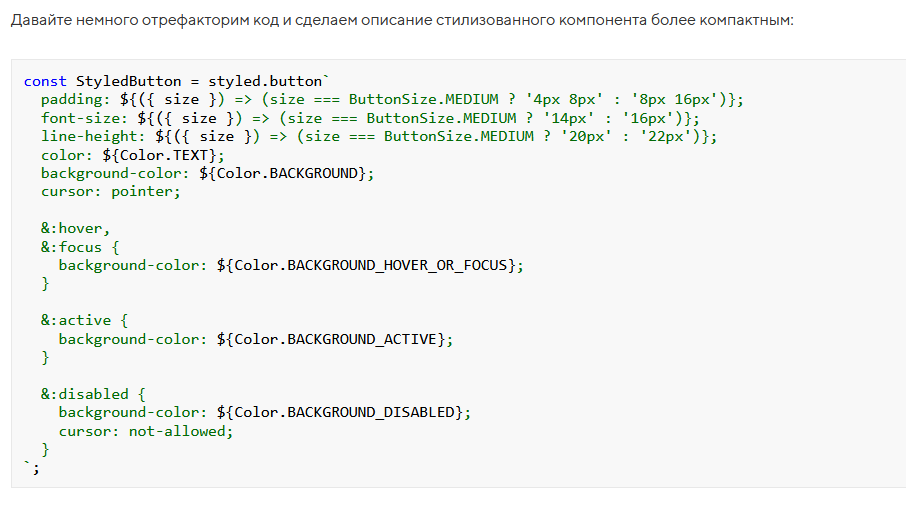 Давайте немного отрефакторим код и сделаем описание стилизованного компонента более компактным:
const StyledButton = styled.button`
  padding: ${({ size }) => (size === ButtonSize.MEDIUM ? '4px 8px' : '8px 16px')};
  font-size: ${({ size }) => (size === ButtonSize.MEDIUM ? '14px' : '16px')};
  line-height: ${({ size }) => (size === ButtonSize.MEDIUM ? '20px' : '22px')};
  color: ${Color.TEXT};
  background-color: ${Color.BACKGROUND};
  cursor: pointer;

  &:hover,
  &:focus {
    background-color: ${Color.BACKGROUND_HOVER_OR_FOCUS};
  }

  &:active {
    background-color: ${Color.BACKGROUND_ACTIVE};
  }

  &:disabled {
    background-color: ${Color.BACKGROUND_DISABLED};
    cursor: not-allowed;
  }
`;